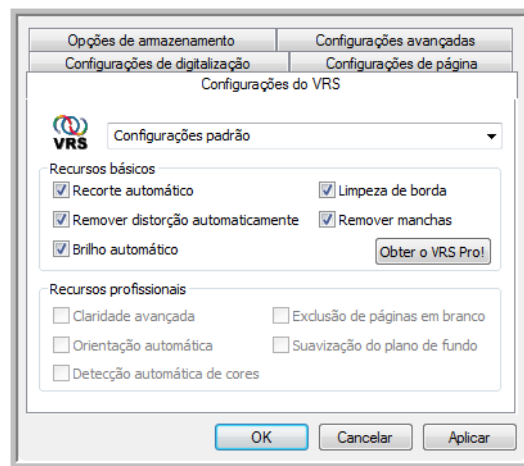 Opções de armazenamento
Configurações avançadas
Configurações de digitalização
Configurações de página
Configurações do VRS
VRS
Configurações padrão
Recursos básicos
Recorte automático
Limpeza de borda
Remover distorção automaticamente
Remover manchas
Brilho automático
Obter o VRS Pro!
Recursos profissionais
Claridade avançada
Exclusão de páginas em branco
Orientação automática
Suavização do plano de fundo
Detecção automática de cores
OK
Cancelar
Aplicar